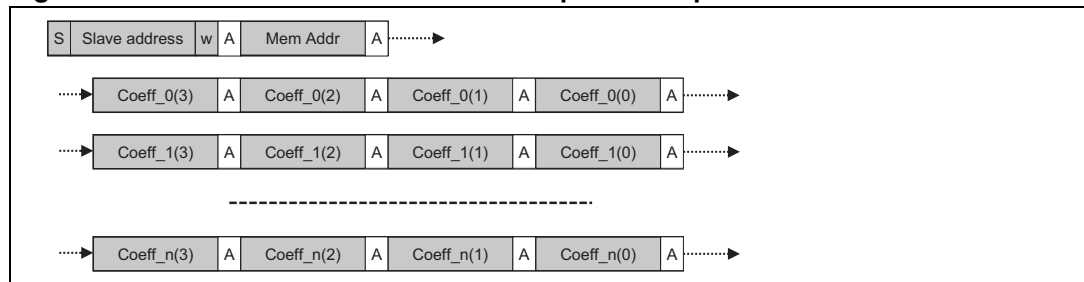 S Slave address w A Mem Addr A
Coeff_0(3) A Coeff_0(2) A Coeff_0(1) A Coeff_0(0) A
Coeff_1(3) A Coeff_1(2) A Coeff_1(1) A Coeff_1(0) A
Coeff_n(3) A Coeff_n(2) A Coeff_n(1) A Coeff_n(0) A